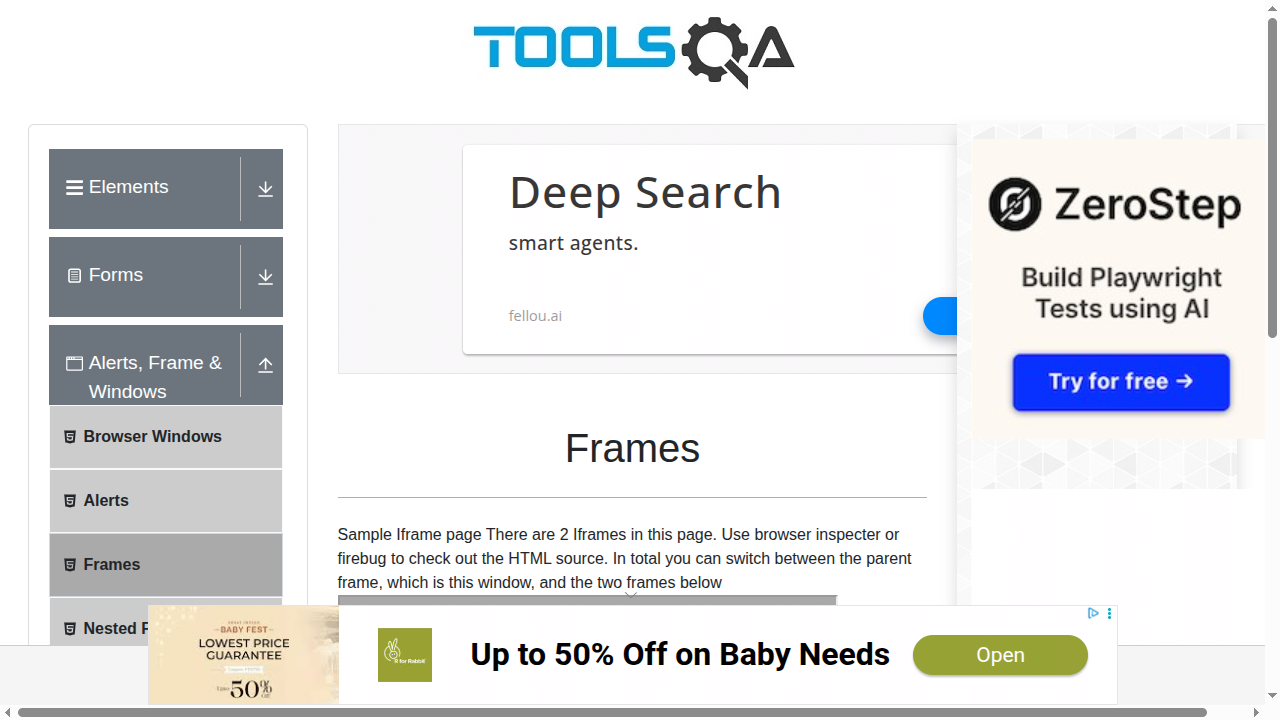 TOOLSQA
Elements
Forms
Alerts, Frame &
Windows
Browser Windows
Alerts
Frames
Nested F
Deep Search
smart agents.
fellou.ai
Frames
Sample Iframe page There are 2 Iframes in this page. Use browser inspector or
firebug to check out the HTML source. In total you can switch between the parent
frame, which is this window, and the two frames below
ZeroStep
Build Playwright
Tests using AI
Try for free →
BABY FEST
LOWEST PRICE
GUARANTEE
50%
R for Rabbit
Up to 50% Off on Baby Needs
Open